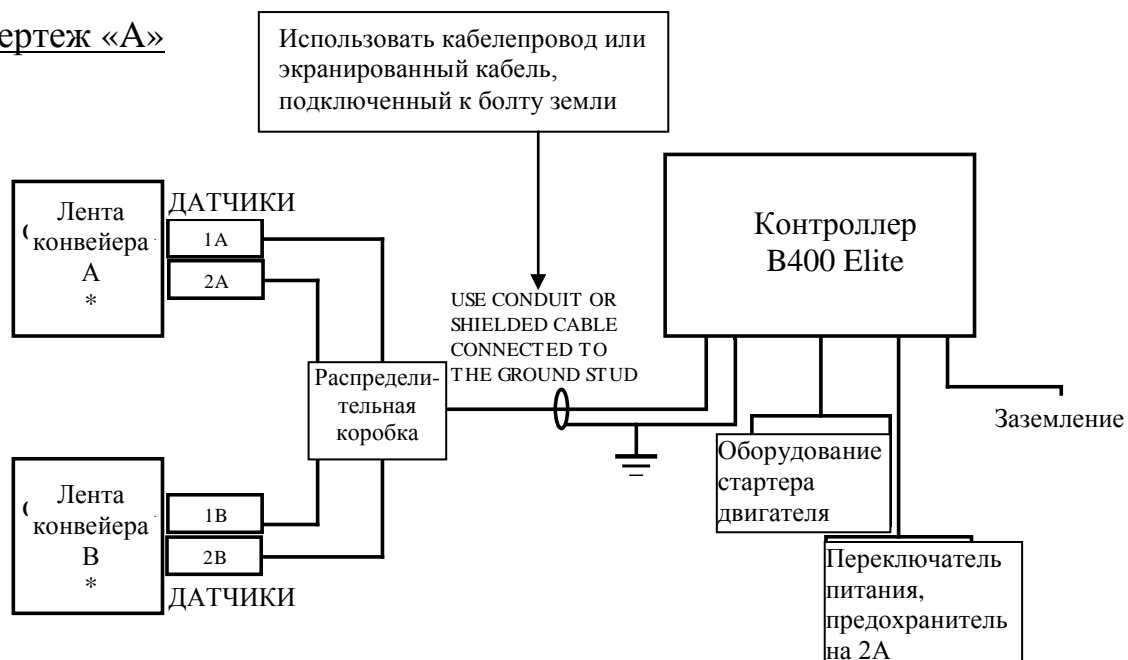 ертеж «А»
Использовать кабелепровод или
экранированный кабель,
подключенный к болту земли
Лента
конвейера
А
*
ДАТЧИКИ
1A
2A
Контроллер
B400 Elite
USE CONDUIT OR
SHIELDED CABLE
CONNECTED TO
THE GROUND STUD
Распредели-
тельная
коробка
Заземление
Оборудование
стартера
двигателя
Лента
конвейера
В
*
1B
2B
ДАТЧИКИ
Переключатель
питания,
предохранитель
на 2А